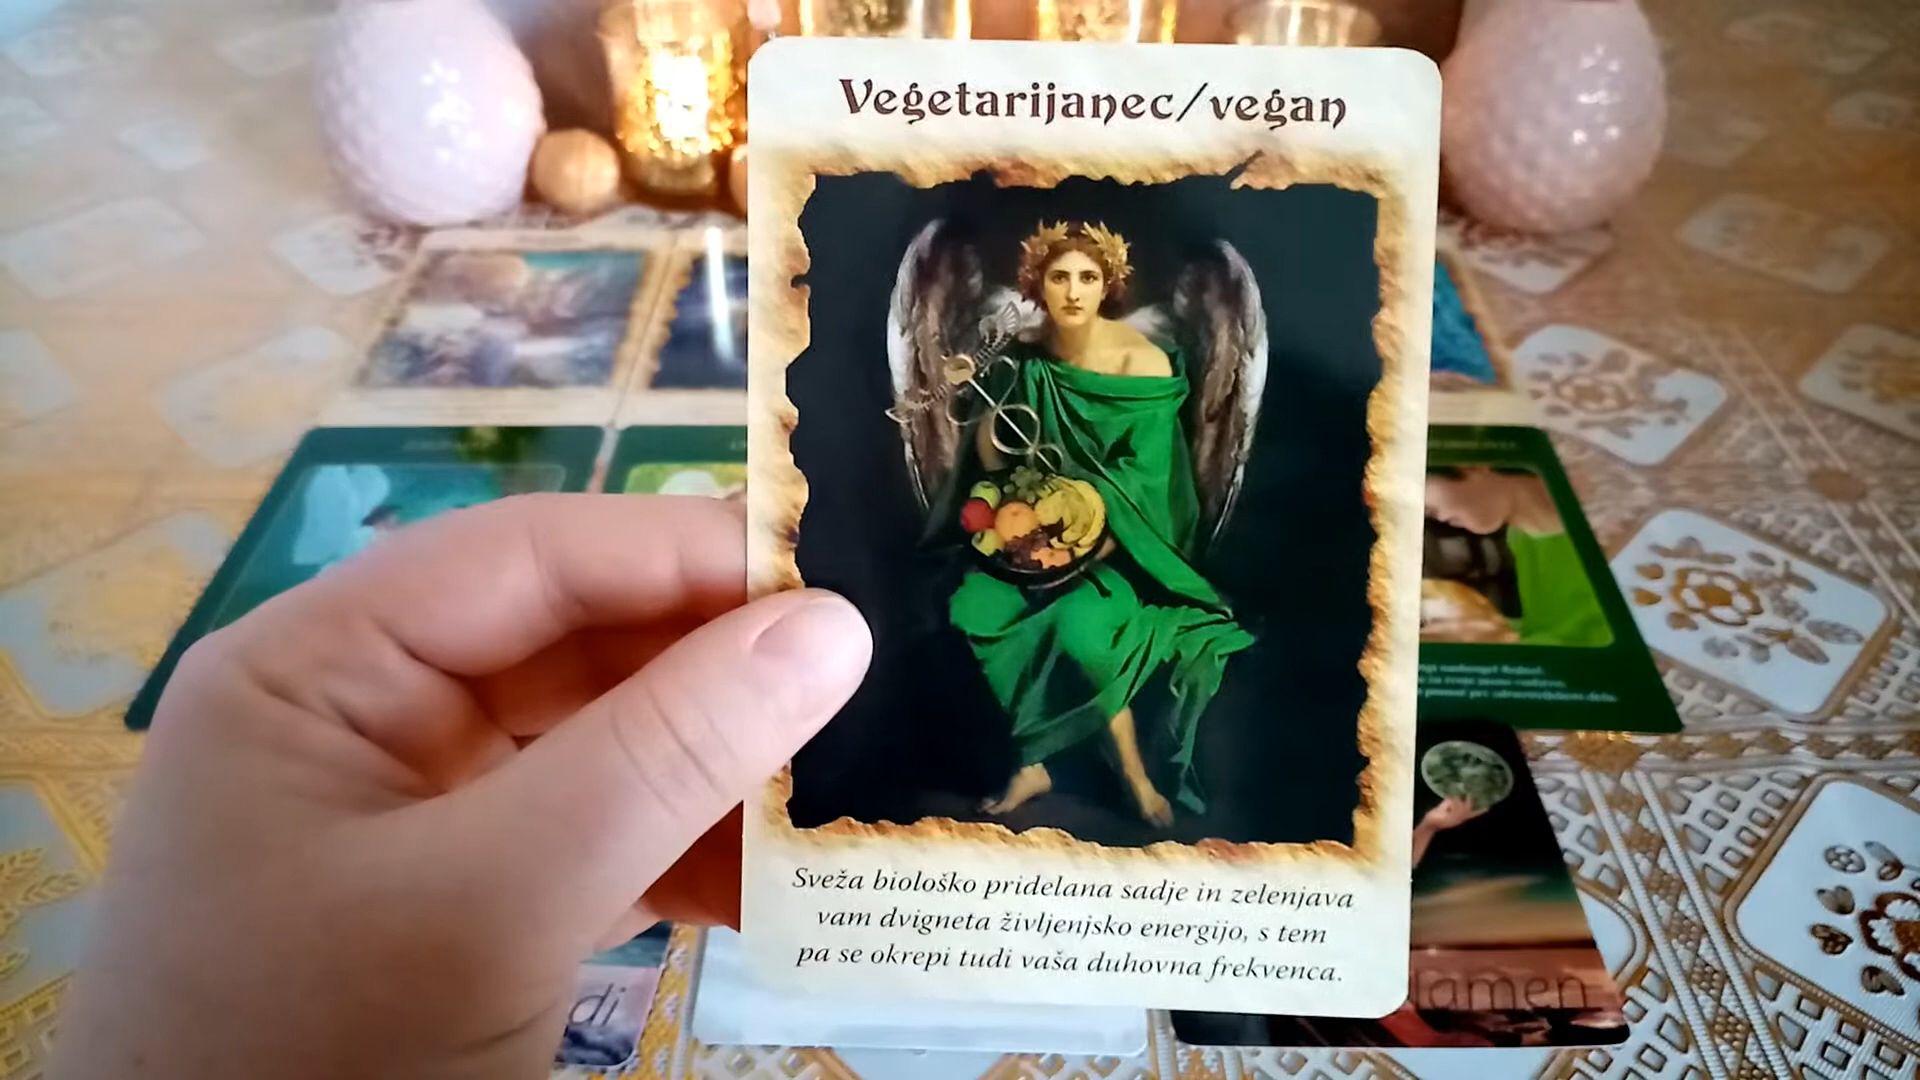 Vegetarijanec/vegan
Sveža biološko pridelana sadje in zelenjava
vam dvigneta življenjsko energijo, s tem
pa se okrepi tudi vaša duhovna frekvenca.